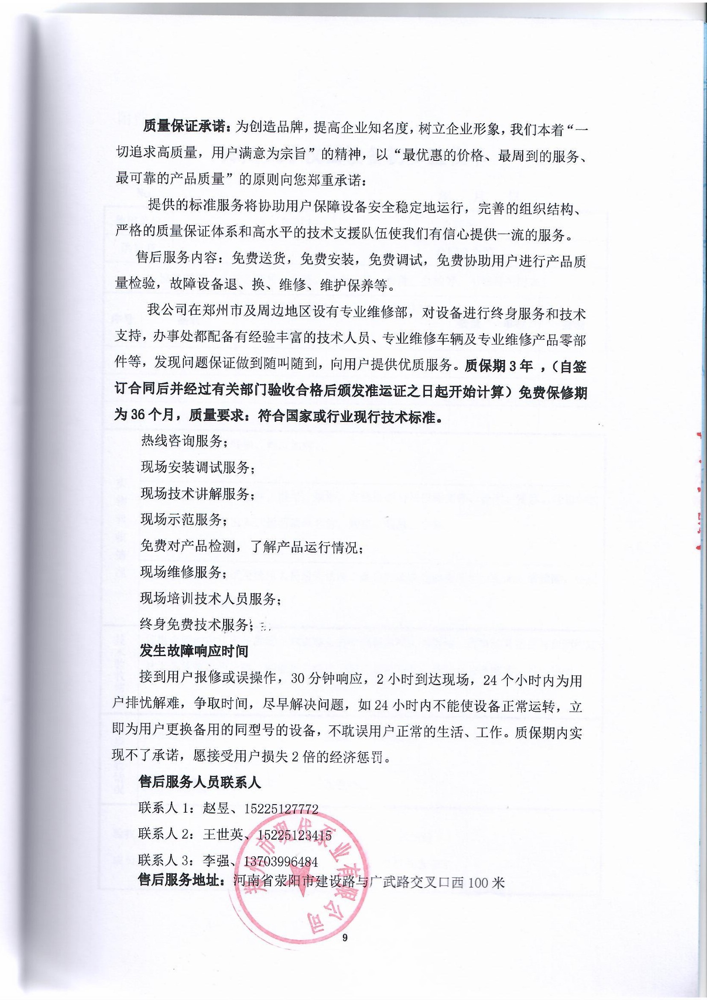 质量保证承诺：为创造品牌，提高企业知名度，树立企业形象，我们本着“一
切追求高质量，用户满意为宗旨”的精神，以“最优惠的价格、最周到的服务、
最可靠的产品质量”的原则向您郑重承诺：
提供的标准服务将协助用户保障设备安全稳定地运行，完善的组织结构、
严格的质量保证体系和高水平的技术支援队伍使我们有信心提供一流的服务。
售后服务内容：免费送货，免费安装，免费调试，免费协助用户进行产品质
量检验，故障设备退、换、维修、维护保养等。
我公司在郑州市及周边地区设有专业维修部，对设备进行终身服务和技术
支持，办事处都配备有经验丰富的技术人员、专业维修车辆及专业维修产品零部
件等，发现问题保证做到随叫随到，向用户提供优质服务。质保期 3 年 ，（自签
订合同后并经过有关部门验收合格后颁发准运证之日起开始计算）免费保修期
为 36 个月，质量要求：符合国家或行业现行技术标准。
热线咨询服务；
现场安装调试服务；
现场技术讲解服务；
现场示范服务；
免费对产品检测，了解产品运行情况；
现场维修服务；
现场培训技术人员服务；
终身免费技术服务；
发生故障响应时间
接到用户报修或误操作，30 分钟响应，2 小时到达现场，24 个小时内为用
户排忧解难，争取时间，尽早解决问题，如 24 小时内不能使设备正常运转，立
即为用户更换备用的同型号的设备，不耽误用户正常的生活、工作。质保期内实
现不了承诺，愿接受用户损失 2 倍的经济惩罚。
售后服务人员联系人
联系人 1：赵昱、15225127772
联系人 2：王世英、15225123415
联系人 3：李强、13703996484
售后服务地址：河南省荥阳市建设路与广武路交叉口西 100 米
郑州市现代泵业有限公司
9